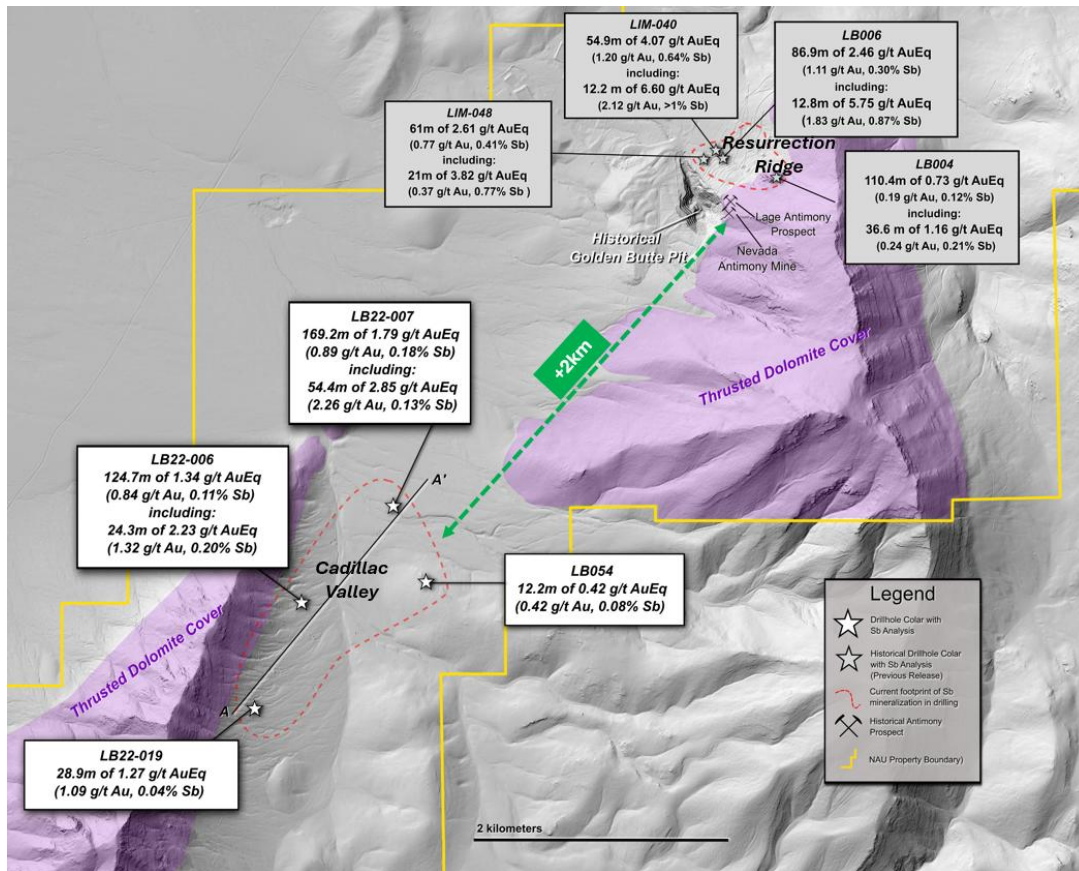 LIM-040
54.9m of 4.07 g/t AuEq
(1.20 g/t Au, 0.64% Sb)
including:
12.2 m of 6.60 g/t AuEq
(2.12 g/t Au, >1% Sb)
LB006
86.9m of 2.46 g/t AuEq
(1.11 g/t Au, 0.30% Sb)
including:
12.8m of 5.75 g/t AuEq
(1.83 g/t Au, 0.87% Sb)
LIM-048
61m of 2.61 g/t AuEq
(0.77 g/t Au, 0.41% Sb)
including:
21m of 3.82 g/t AuEq
(0.37 g/t Au, 0.77% Sb )
Resurrection
Ridge
LB004
110.4m of 0.73 g/t AuEq
(0.19 g/t Au, 0.12% Sb)
including:
36.6 m of 1.16 g/t AuEq
(0.24 g/t Au, 0.21% Sb)
Lage Antimony
Prospect
Historical
Golden Butte Pit
Nevada
Antimony Mine
LB22-007
169.2m of 1.79 g/t AuEq
(0.89 g/t Au, 0.18% Sb)
including:
54.4m of 2.85 g/t AuEq
(2.26 g/t Au, 0.13% Sb)
+2km
Thrusted Dolomite Cover
LB22-006
124.7m of 1.34 g/t AuEq
(0.84 g/t Au, 0.11% Sb)
including:
24.3m of 2.23 g/t AuEq
(1.32 g/t Au, 0.20% Sb)
A'
Cadillac
Valley
LB054
12.2m of 0.42 g/t AuEq
(0.42 g/t Au, 0.08% Sb)
Thrusted Dolomite Cover
A
LB22-019
28.9m of 1.27 g/t AuEq
(1.09 g/t Au, 0.04% Sb)
2 kilometers
Legend
Drillhole Collar with
Sb Analysis
Historical Drillhole Collar
with Sb Analysis
(Previous Release)
Current footprint of Sb
mineralization in drilling
Historical Antimony
Prospect
NAU Property Boundary)